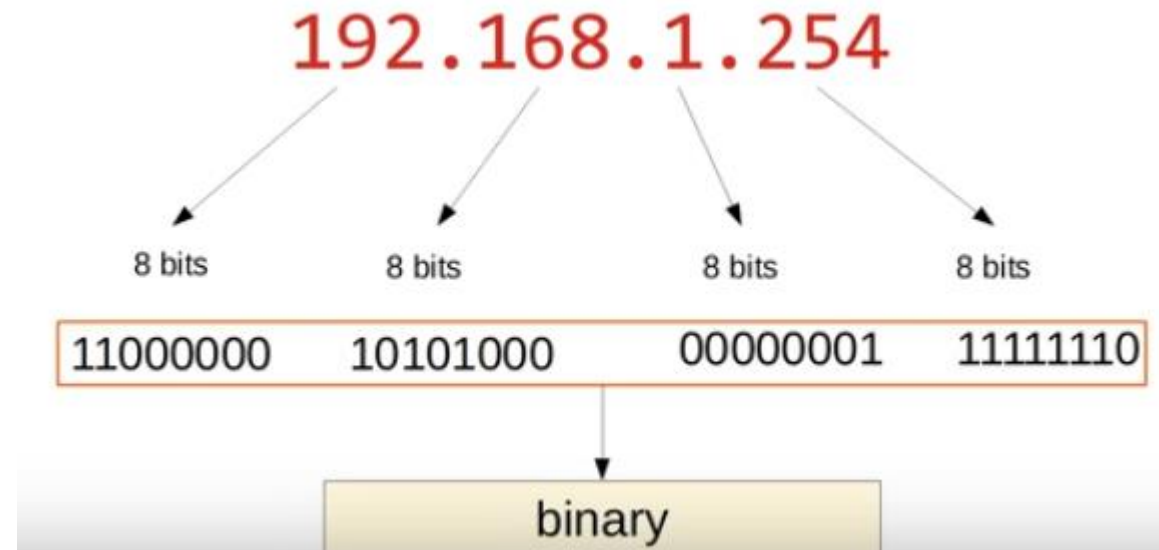 192.168.1.254
8 bits 8 bits 8 bits 8 bits
11000000 10101000 00000001 11111110
binary